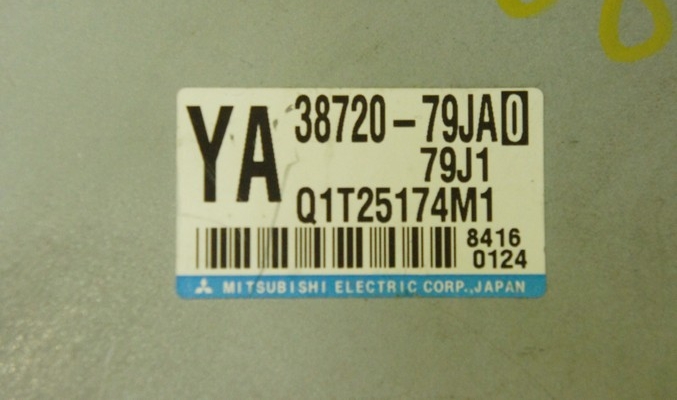 YA 38720-79JA0
79J1
Q1T25174M1
8416
0124
MITSUBISHI ELECTRIC CORP.,JAPAN